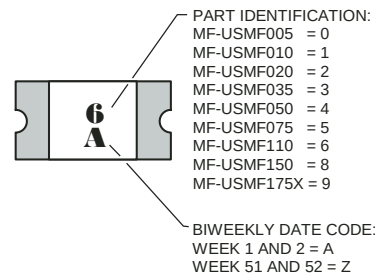 PART IDENTIFICATION:
MF-USMF005 = 0
MF-USMF010 = 1
MF-USMF020 = 2
MF-USMF035 = 3
MF-USMF050 = 4
MF-USMF075 = 5
MF-USMF110 = 6
MF-USMF150 = 8
MF-USMF175X = 9
6
A
BIWEEKLY DATE CODE:
WEEK 1 AND 2 = A
WEEK 51 AND 52 = Z